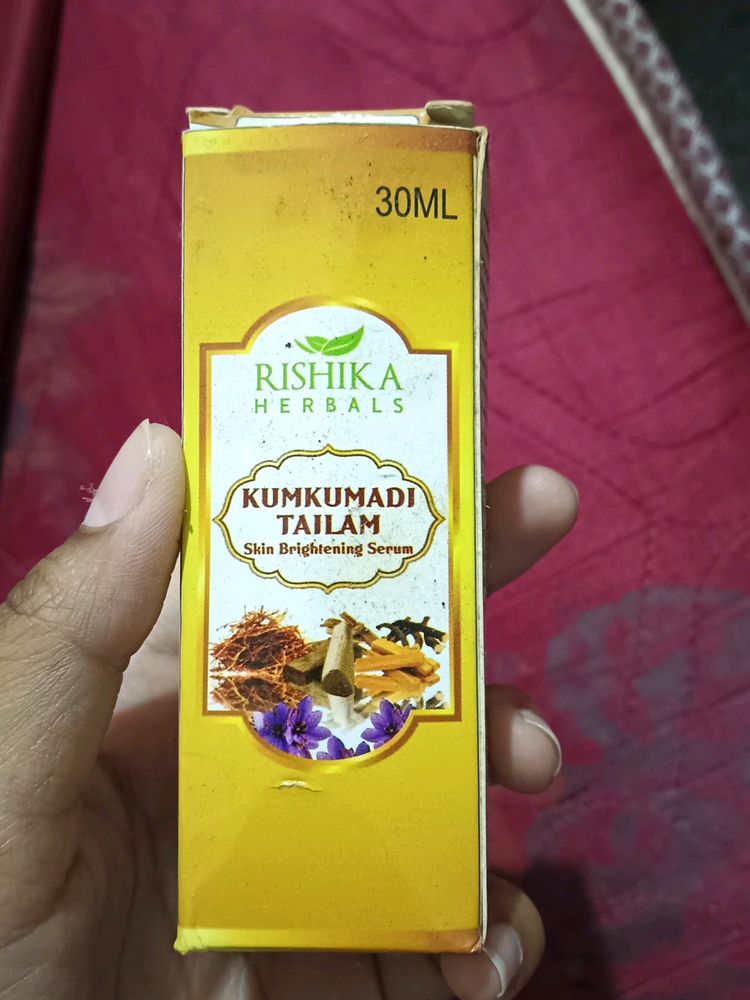 30ML
RISHIKA
HERBALS
KUMKUMADI
TAILAM
Skin Brightening Serum